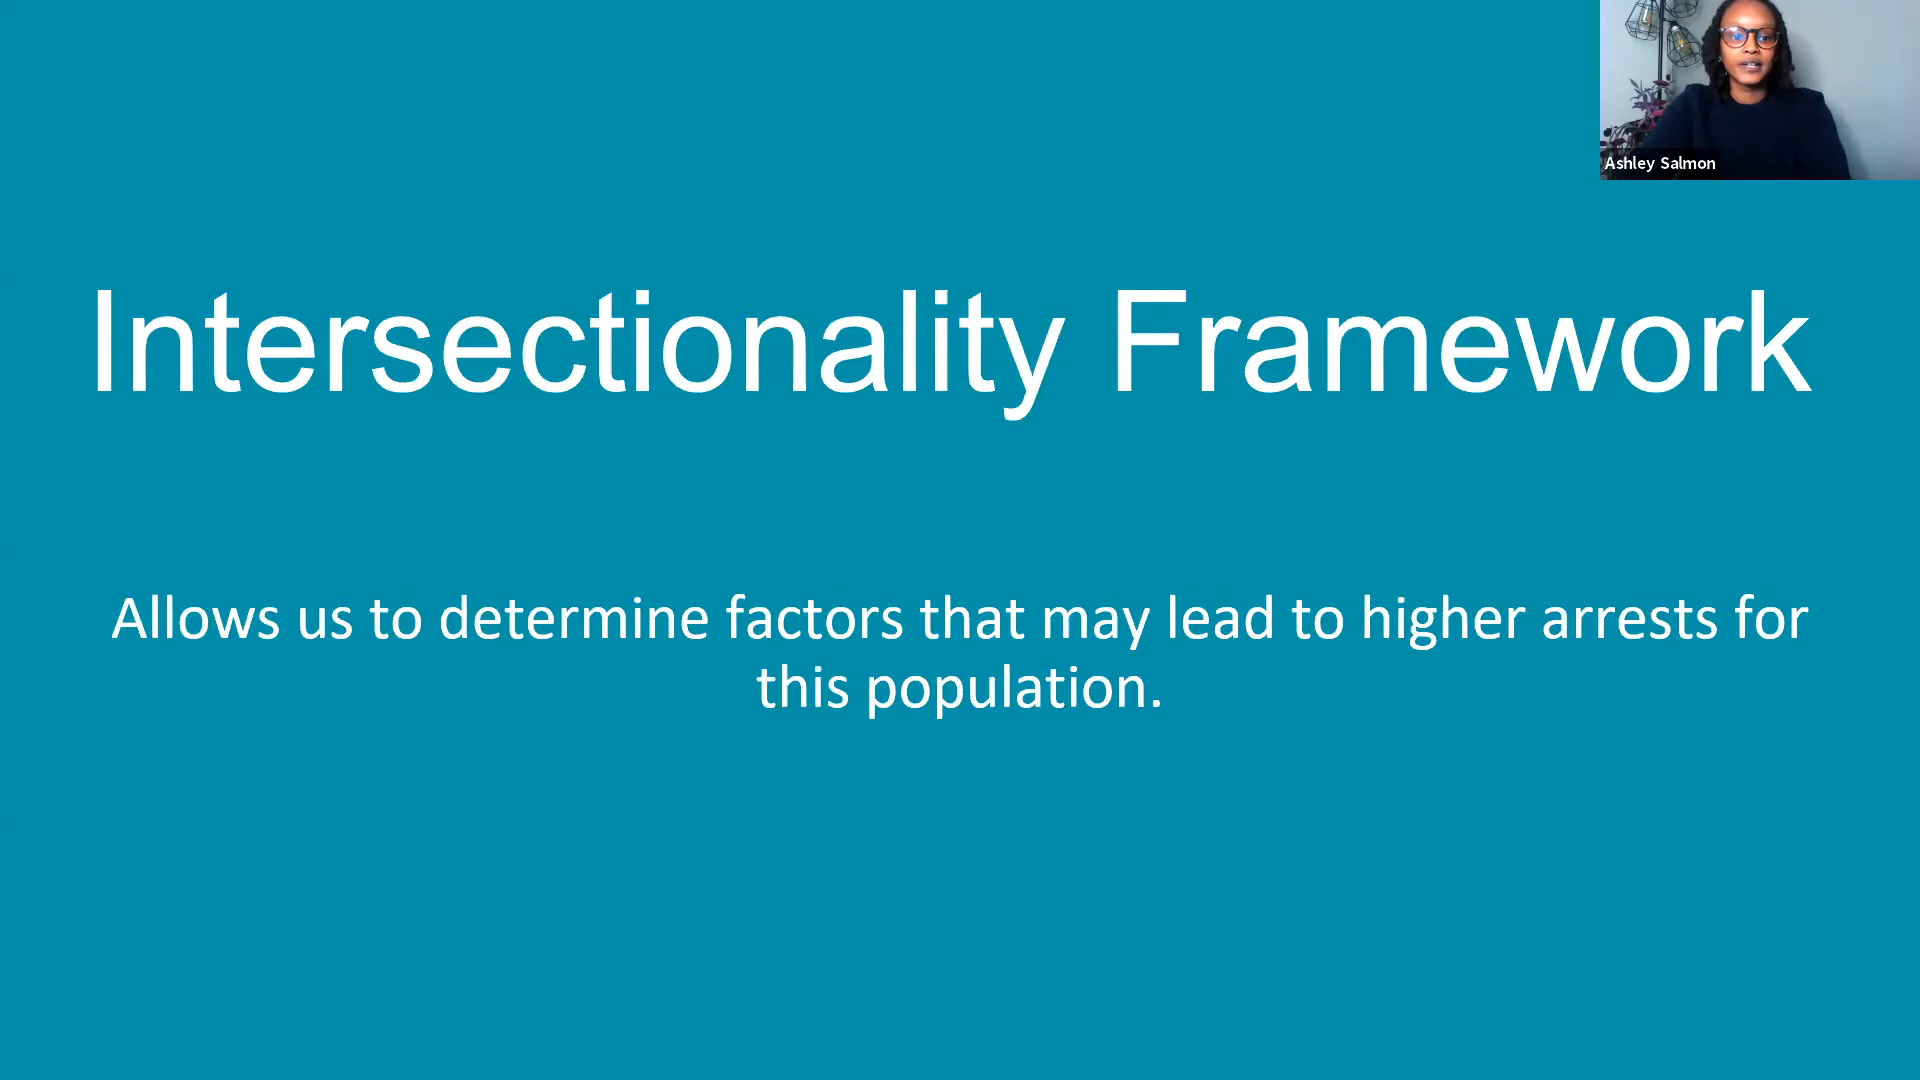 Ashley Salmon
Intersectionality Framework
Allows us to determine factors that may lead to higher arrests for
this population.